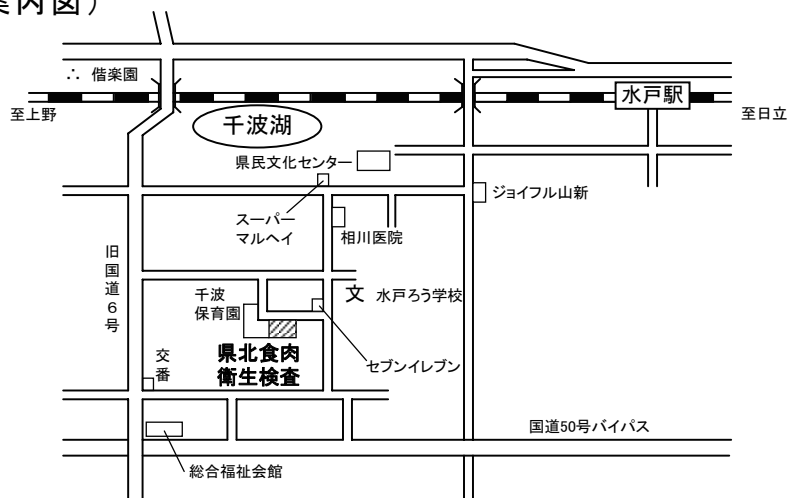 案内図）
∴ 偕楽園
至上野
千波湖
水戸駅
至日立
県民文化センター
ジョイフル山新
スーパー
マルヘイ
相川医院
旧国道6号
千波
保育園
文 水戸ろう学校
交番
県北食肉
衛生検査
セブンイレブン
国道50号バイパス
総合福祉会館